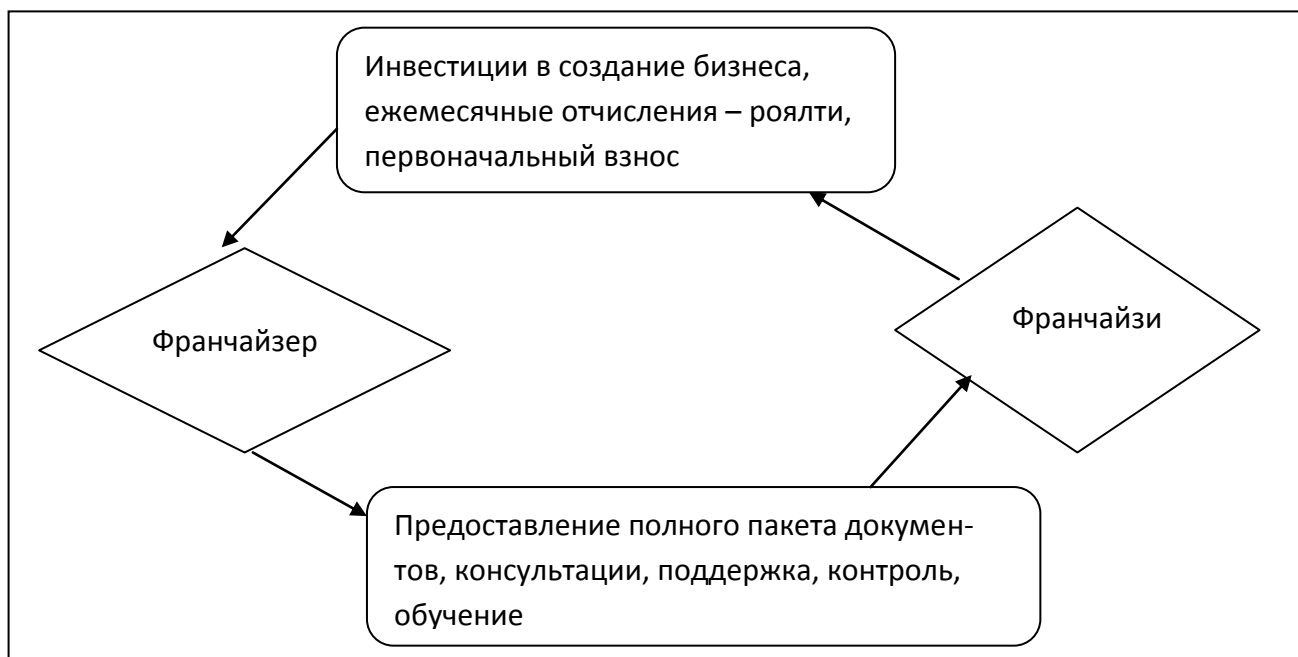 Инвестиции в создание бизнеса,
ежемесячные отчисления – роялти,
первоначальный взнос
Франчайзер
Франчайзи
Предоставление полного пакета докумен-
тов, консультации, поддержка, контроль,
обучение